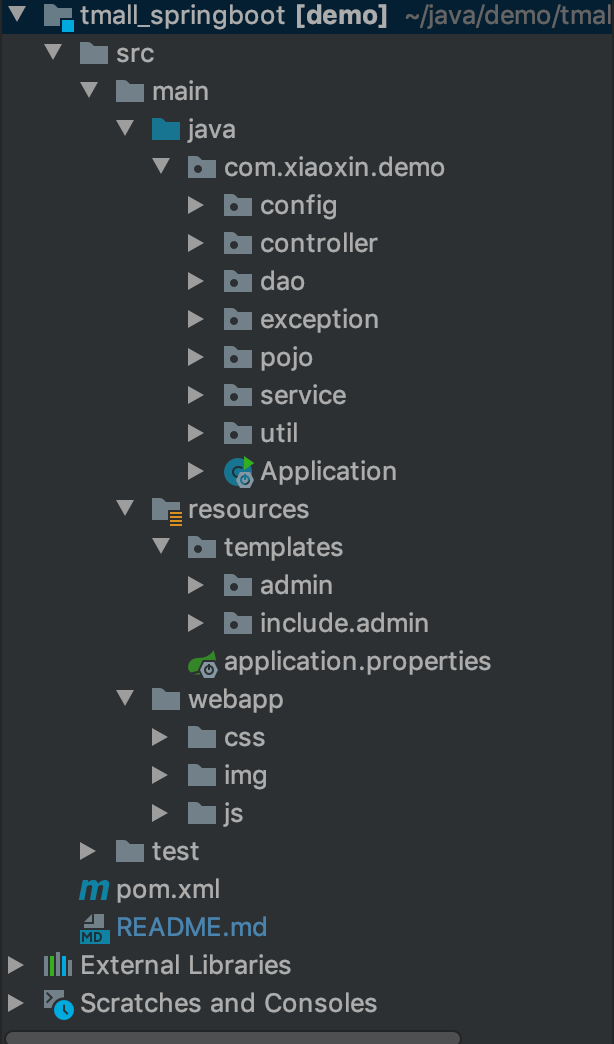 tmall_springboot [demo] ~/java/demo/tmal
src
main
java
com.xiaoxin.demo
config
controller
dao
exception
pojo
service
util
Application
resources
templates
admin
include.admin
application.properties
webapp
css
img
js
test
pom.xml
MD README.md
External Libraries
Scratches and Consoles